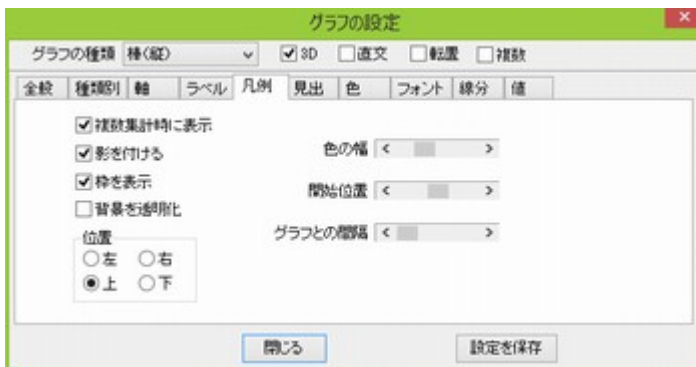 グラフの設定
グラフの種類 棒(縦) 3D 直交 転置 複数
全般 種類別 軸 ラベル 凡例 見出 色 フォント 線分 値
複数集計時に表示
影を付ける
枠を表示
背景を透明化
色の幅
開始位置
グラフとの間隔
位置
左 右
上 下
閉じる 設定を保存